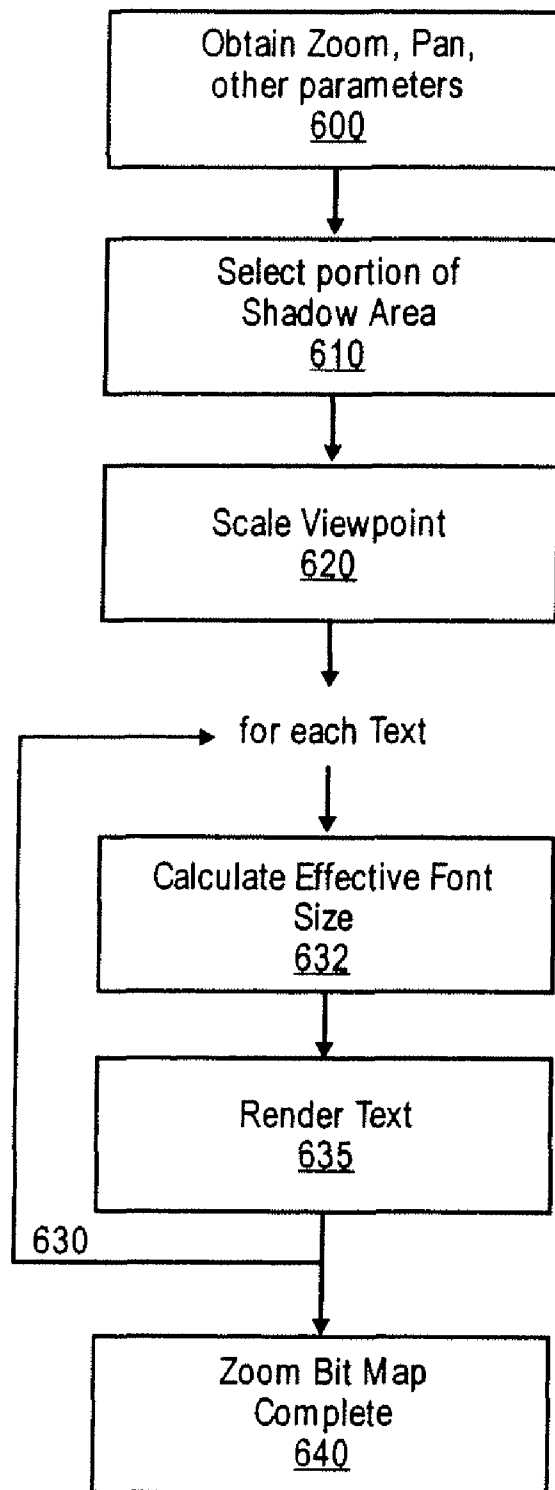 Obtain Zoom, Pan,
other parameters
600
Select portion of
Shadow Area
610
Scale Viewpoint
620
for each Text
Calculate Effective Font
Size
632
Render Text
635
630
Zoom Bit Map
Complete
640